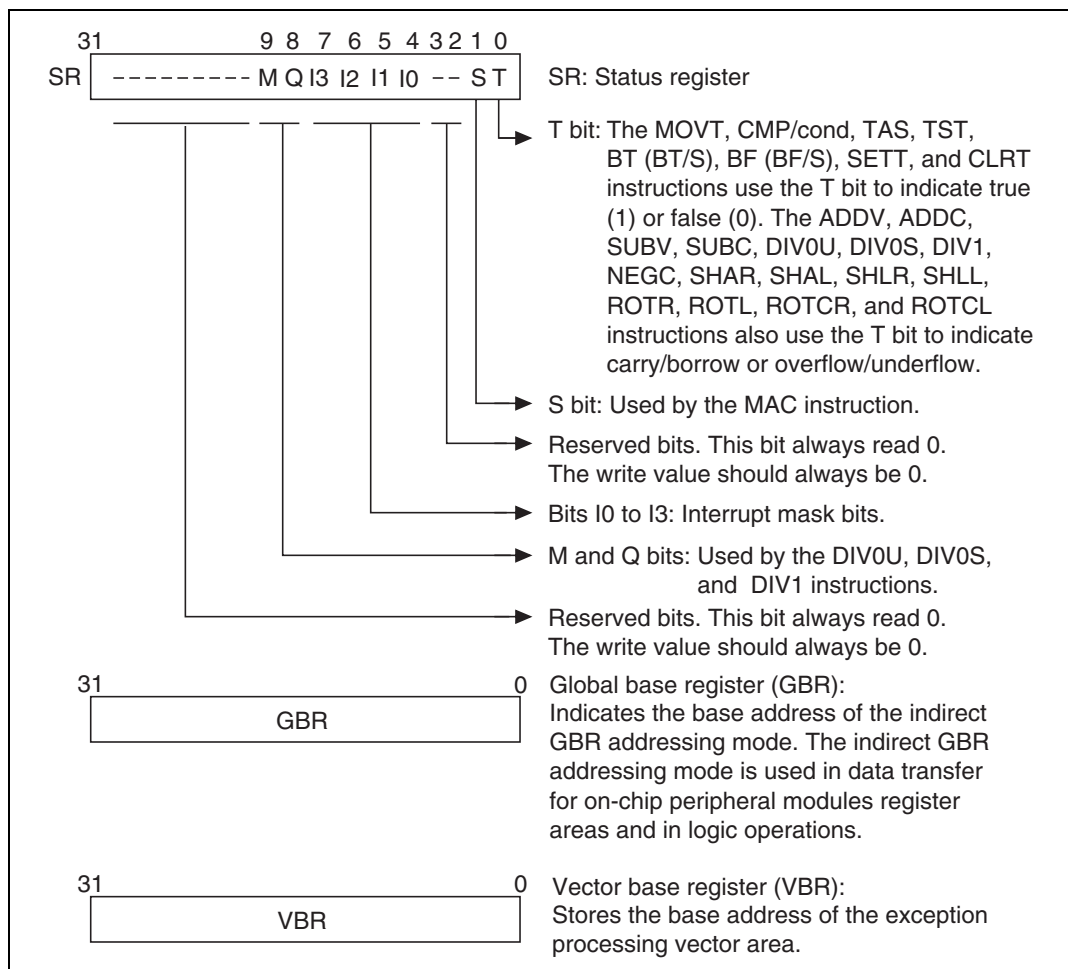 31 9 8 7 6 5 4 3 2 1 0
SR ---------- M Q I3 I2 I1 I0 -- S T SR: Status register
T bit: The MOVT, CMP/cond, TAS, TST,
BT (BT/S), BF (BF/S), SETT, and CLRT
instructions use the T bit to indicate true
(1) or false (0). The ADDV, ADDC,
SUBV, SUBC, DIV0U, DIV0S, DIV1,
NEGC, SHAR, SHAL, SHLR, SHLL,
ROTR, ROTL, ROTCR, and ROTCL
instructions also use the T bit to indicate
carry/borrow or overflow/underflow.
S bit: Used by the MAC instruction.
Reserved bits. This bit always read 0.
The write value should always be 0.
Bits I0 to I3: Interrupt mask bits.
M and Q bits: Used by the DIV0U, DIV0S,
and DIV1 instructions.
Reserved bits. This bit always read 0.
The write value should always be 0.
31 0 Global base register (GBR):
GBR Indicates the base address of the indirect
GBR addressing mode. The indirect GBR
addressing mode is used in data transfer
for on-chip peripheral modules register
areas and in logic operations.
31 0 Vector base register (VBR):
VBR Stores the base address of the exception
processing vector area.